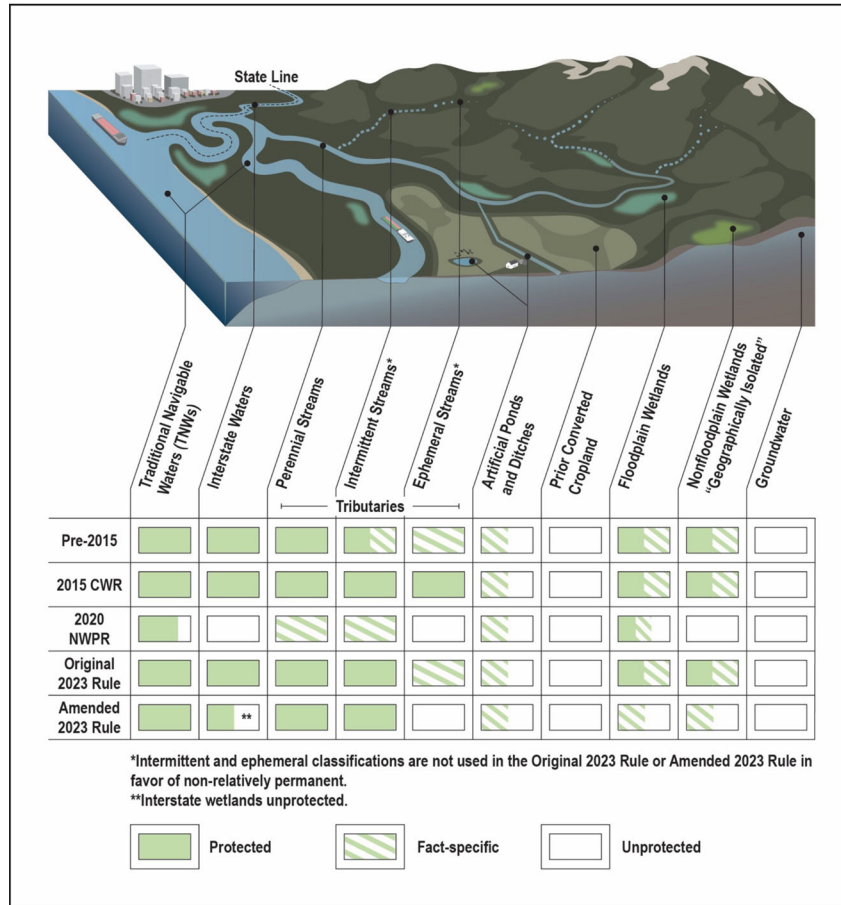 State Line
Traditional Navigable
Waters (TNWs)
Interstate Waters
Perennial Streams
Intermittent Streams*
Ephemeral Streams*
Artificial Ponds
and Ditches
Prior Converted
Cropland
Floodplain Wetlands
Nonfloodplain Wetlands
“Geographically Isolated”
Groundwater
Tributaries
Pre-2015
2015 CWR
2020
NWPR
Original
2023 Rule
Amended
2023 Rule
**
*Intermittent and ephemeral classifications are not used in the Original 2023 Rule or Amended 2023 Rule in
favor of non-relatively permanent.
**Interstate wetlands unprotected.
Protected
Fact-specific
Unprotected